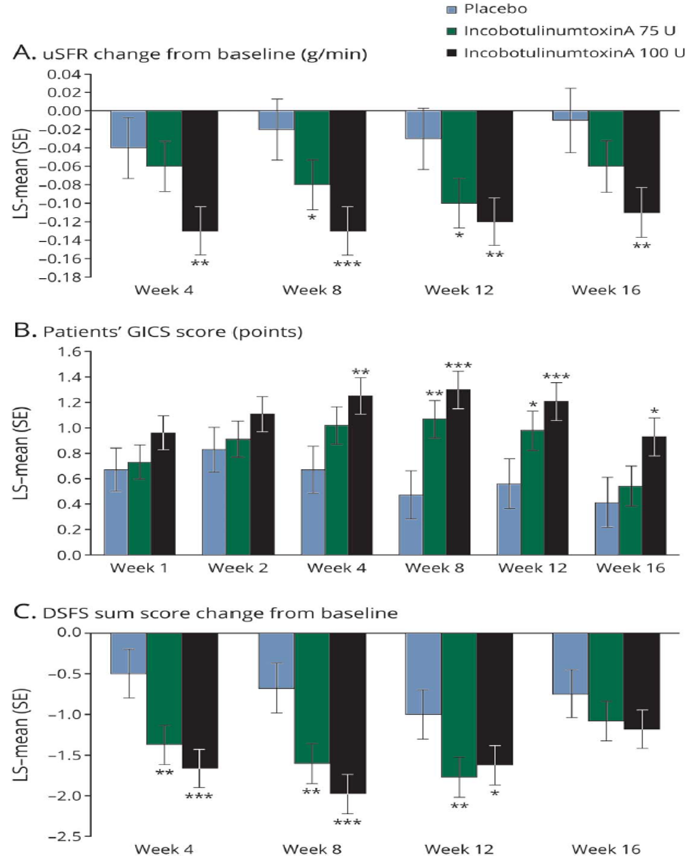 Placebo
IncobotulinumtoxinA 75 U
IncobotulinumtoxinA 100 U
A. uSFR change from baseline (g/min)
LS-mean (SE)
0.04
0.02
0.00
−0.02
−0.04
−0.06
−0.08
−0.10
−0.12
−0.14
−0.16
−0.18
** * *** * ** **
Week 4 Week 8 Week 12 Week 16
B. Patients' GICS score (points)
LS-mean (SE)
1.6
1.4
1.2
1.0
0.8
0.6
0.4
0.2
0.0
** ** *** * *** *
Week 1 Week 2 Week 4 Week 8 Week 12 Week 16
C. DSFS sum score change from baseline
LS-mean (SE)
0.0
−0.5
−1.0
−1.5
−2.0
−2.5
** *** ** *** ** *
Week 4 Week 8 Week 12 Week 16